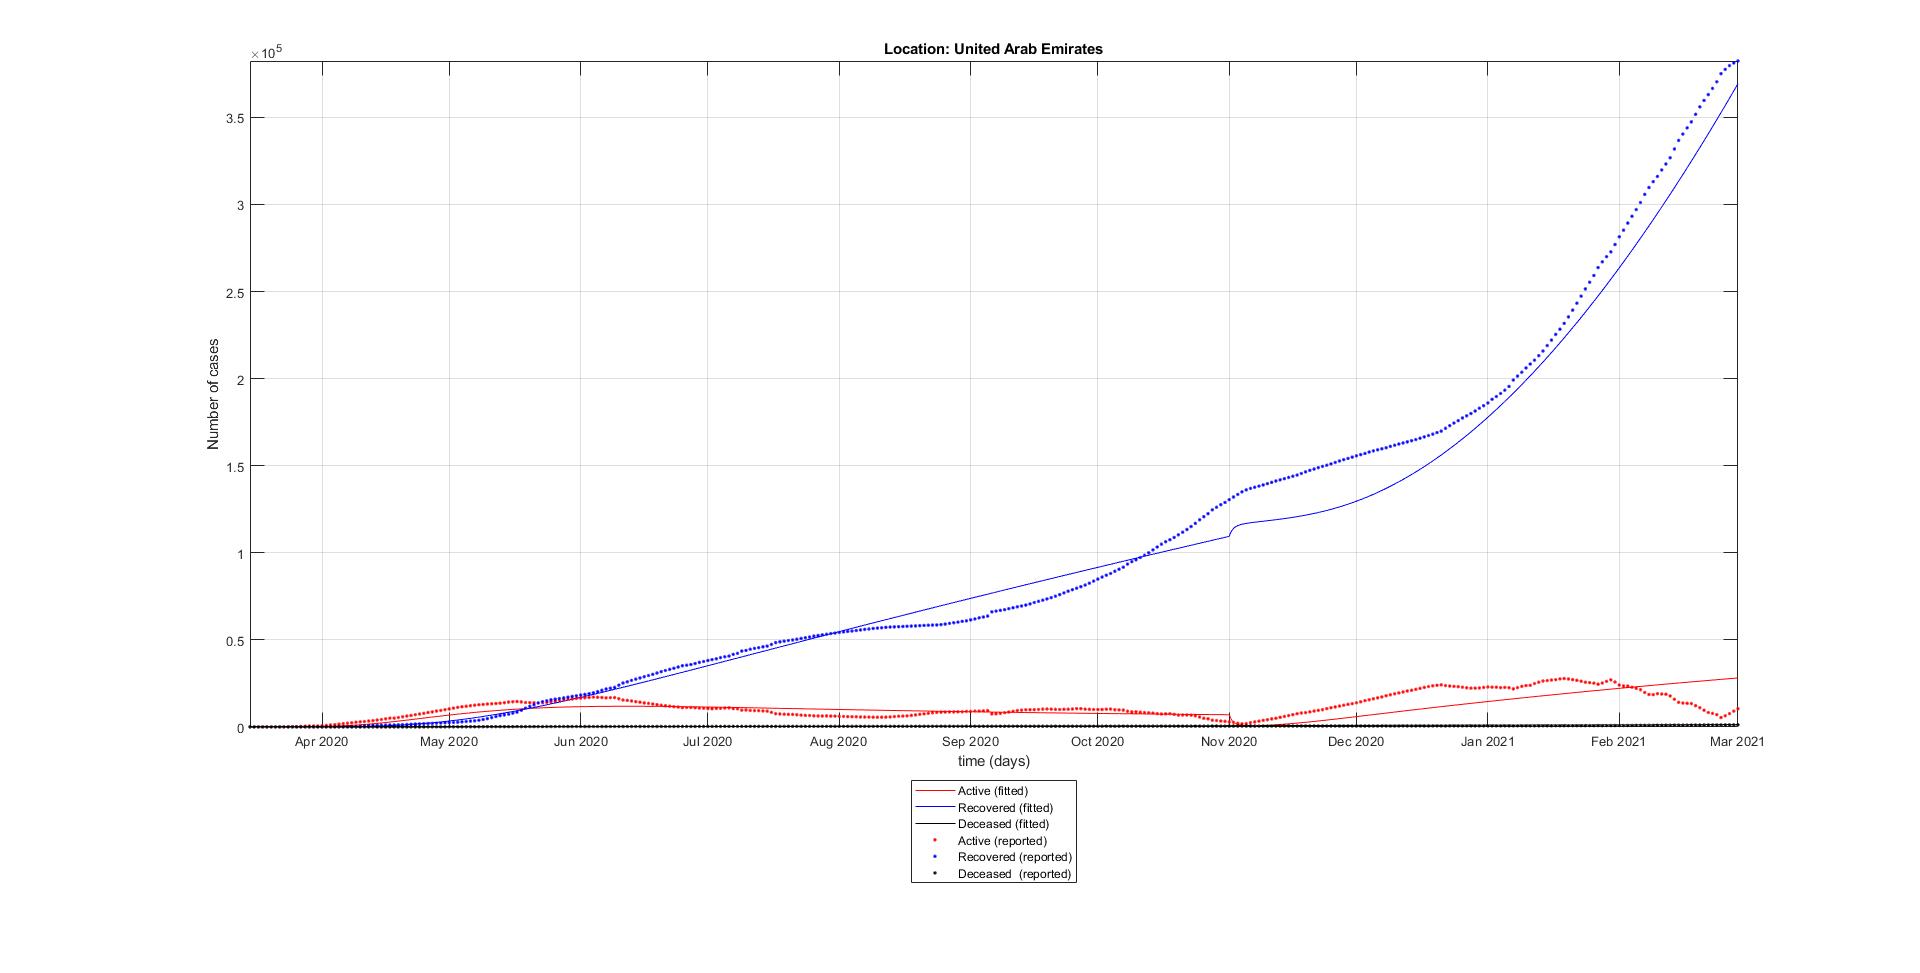 Location: United Arab Emirates
×10^5
3.5
3
2.5
2
1.5
1
0.5
0
Number of cases
Apr 2020 May 2020 Jun 2020 Jul 2020 Aug 2020 Sep 2020 Oct 2020 Nov 2020 Dec 2020 Jan 2021 Feb 2021 Mar 2021
time (days)
Active (fitted)
Recovered (fitted)
Deceased (fitted)
Active (reported)
Recovered (reported)
Deceased  (reported)